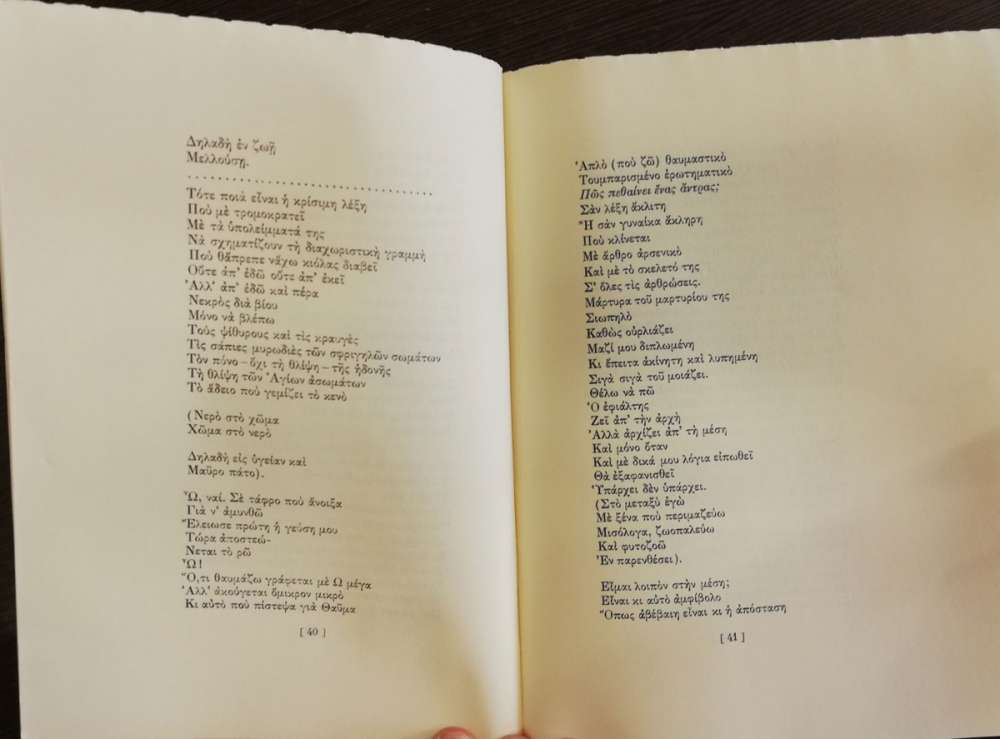 Δηλαδὴ ἐν ζωῇ
Μελλούσῃ.
. . . . . . . . . . . . . . . . . . . . . . . . . . . . . . . . .
Τότε ποιὰ εἶναι ἡ κρίσιμη λέξη
Ποὺ μὲ τρομοκρατεῖ
Μὲ τὰ ὑπολείμματά της
Νὰ σχηματίζουν τὴ διαχωριστικὴ γραμμὴ
Ποὺ θἄπρεπε νἄχω κιόλας διαβεῖ
Οὔτε ἀπ' ἐδῶ οὔτε ἀπ' ἐκεῖ
Ἀλλ' ἀπ' ἐδῶ καὶ πέρα
Νεκρὸς διὰ βίου
Μόνο νὰ βλέπω
Τοὺς ψίθυρους καὶ τὶς κραυγὲς
Τὶς σάπιες μυρωδιὲς τῶν σφριγηλῶν σωμάτων
Τὸν πόνο – ὄχι τὴ θλίψη – τῆς ἡδονῆς
Τὴ θλίψη τῶν Ἁγίων ἀσωμάτων
Τὸ ἄδειο ποὺ γεμίζει τὸ κενὸ
(Νερὸ στὸ χῶμα
Χῶμα στὸ νερὸ
Δηλαδὴ εἰς ὑγείαν καὶ
Μαῦρο πάτο).
Ὤ, ναί. Σὲ τάφρο ποὺ ἄνοιξα
Γιὰ ν' ἀμυνθῶ
Ἔλειωσε πρώτη ἡ γεύση μου
Τώρα ἀποστεώ-
Νεται τὸ ρῶ
Ὢ!
Ὅ,τι θαυμάζω γράφεται μὲ Ω μέγα
Ἀλλ' ἀκούγεται ὄμικρον μικρὸ
Κι αὐτὸ ποὺ πίστεψα γιὰ Θαῦμα
[ 40 ]
Ἁπλὸ (ποὺ ζῶ) θαυμαστικὸ
Τουμπαρισμένο ἐρωτηματικὸ
Πῶς πεθαίνει ἕνας ἄντρας;
Σὰν λέξη ἄκλιτη
Ἢ σὰν γυναίκα ἄκληρη
Ποὺ κλίνεται
Μὲ ἄρθρο ἀρσενικὸ
Καὶ μὲ τὸ σκελετό της
Σ' ὅλες τὶς ἀρθρώσεις.
Μάρτυρα τοῦ μαρτυρίου της
Σιωπηλὸ
Καθὼς οὐρλιάζει
Μαζί μου διπλωμένη
Κι ἔπειτα ἀκίνητη καὶ λυπημένη
Σιγὰ σιγὰ τοῦ μοιάζει.
Θέλω νὰ πῶ
Ὁ ἐφιάλτης
Ζεῖ ἀπ' τὴν ἀρχὴ
Ἀλλὰ ἀρχίζει ἀπ' τὴ μέση
Καὶ μόνο ὅταν
Καὶ μὲ δικά μου λόγια εἰπωθεῖ
Θὰ ἐξαφανισθεῖ
Ὑπάρχει δὲν ὑπάρχει.
(Στὸ μεταξὺ ἐγὼ
Μὲ ξένα ποὺ περιμαζεύω
Μισόλογα, ζωοπαλεύω
Καὶ φυτοζοῶ
Ἐν παρενθέσει).
Εἶμαι λοιπὸν στὴν μέση;
Εἶναι κι αὐτὸ ἀμφίβολο
Ὅπως ἀβέβαιη εἶναι κι ἡ ἀπόσταση
[ 41 ]